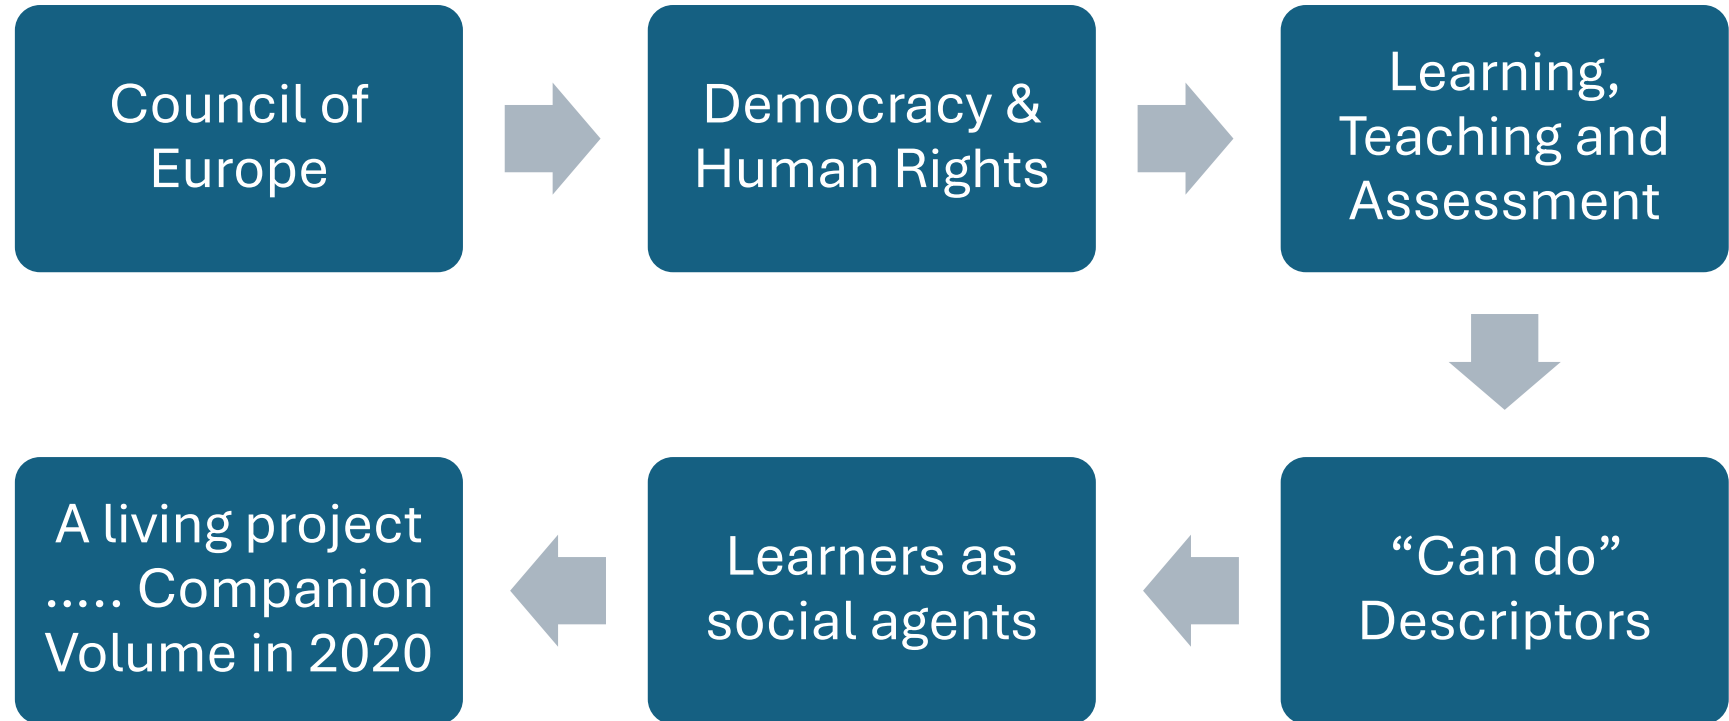 Council of
Europe
Democracy &
Human Rights
Learning,
Teaching and
Assessment
“Can do”
Descriptors
Learners as
social agents
A living project
..... Companion
Volume in 2020